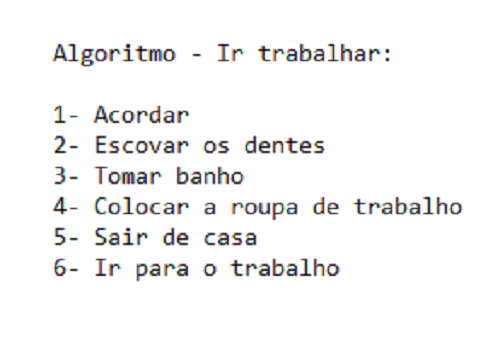 Algoritmo - Ir trabalhar:
1- Acordar
2- Escovar os dentes
3- Tomar banho
4- Colocar a roupa de trabalho
5- Sair de casa
6- Ir para o trabalho